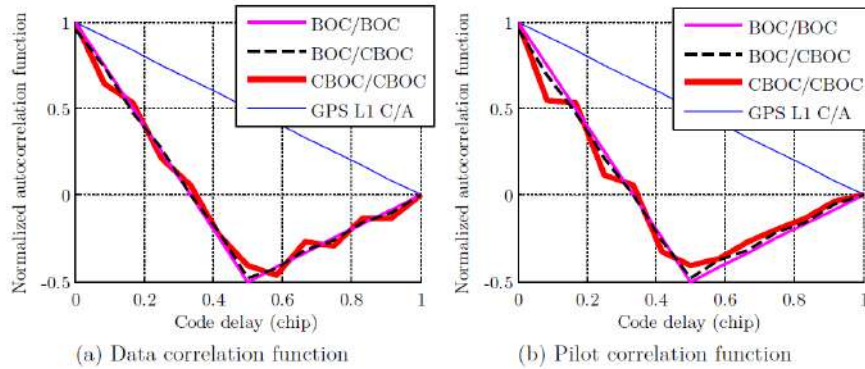 BOC/BOC
BOC/CBOC
CBOC/CBOC
GPS L1 C/A
Normalized autocorrelation function
1
0.5
0
-0.5
0 0.2 0.4 0.6 0.8 1
Code delay (chip)
(a) Data correlation function
BOC/BOC
BOC/CBOC
CBOC/CBOC
GPS L1 C/A
Normalized autocorrelation function
1
0.5
0
-0.5
0 0.2 0.4 0.6 0.8 1
Code delay (chip)
(b) Pilot correlation function